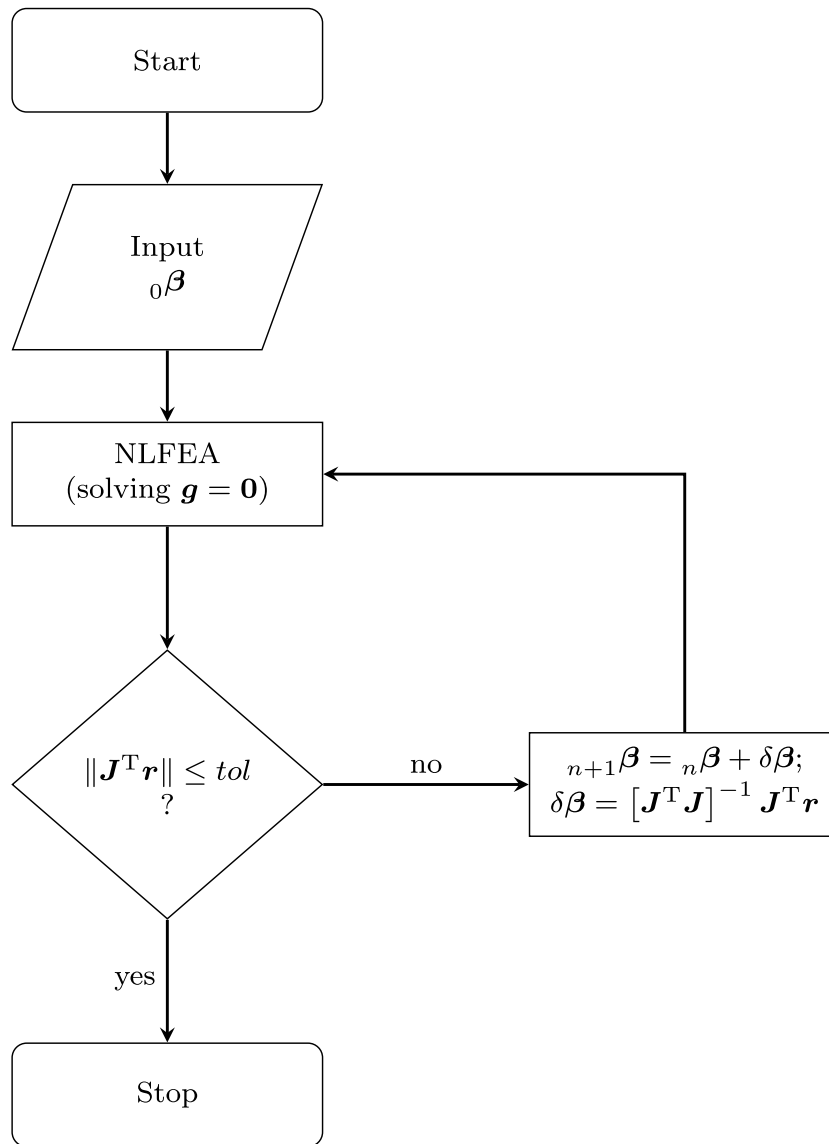 Start
Input
₀β
NLFEA
(solving g = 0)
‖Jᵀr‖ ≤ tol
?
no
ₙ₊₁β = ₙβ + δβ;
δβ = [JᵀJ]⁻¹ Jᵀr
yes
Stop